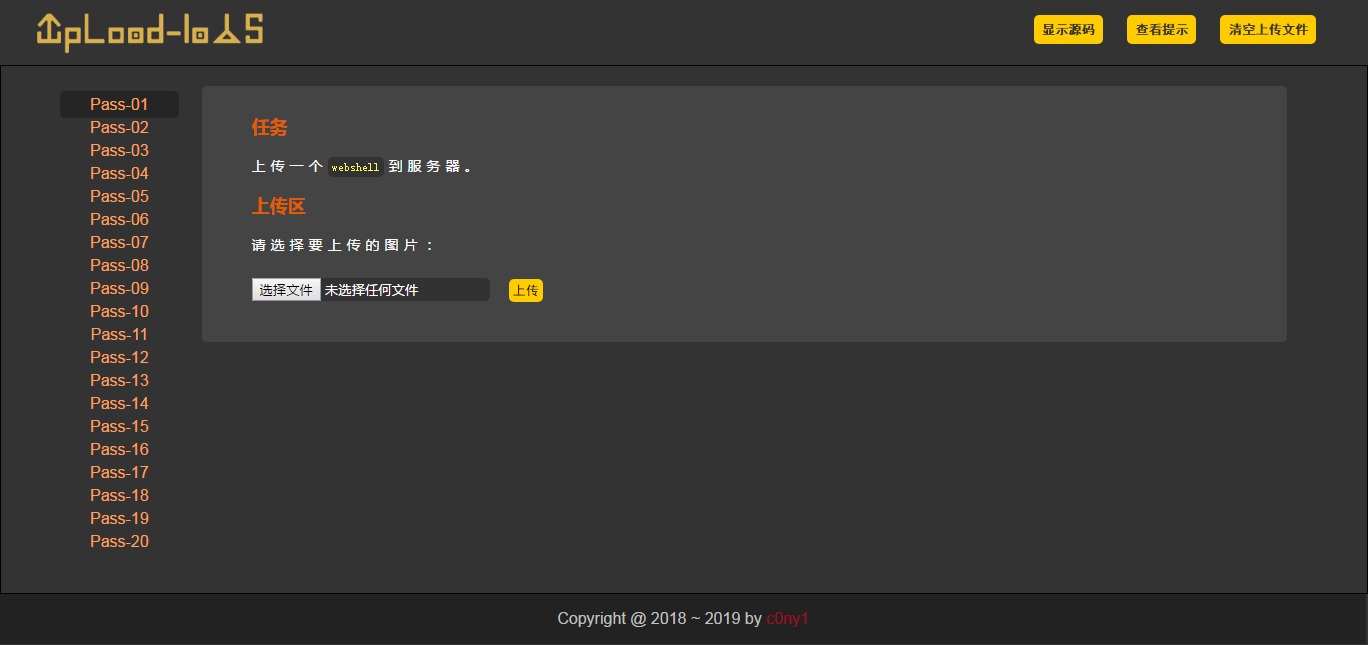 UpLoad-labS
显示源码 查看提示 清空上传文件
Pass-01
Pass-02
Pass-03
Pass-04
Pass-05
Pass-06
Pass-07
Pass-08
Pass-09
Pass-10
Pass-11
Pass-12
Pass-13
Pass-14
Pass-15
Pass-16
Pass-17
Pass-18
Pass-19
Pass-20
任务
上传一个 webshell 到服务器。
上传区
请选择要上传的图片：
选择文件 未选择任何文件 上传
Copyright @ 2018 ~ 2019 by c0ny1